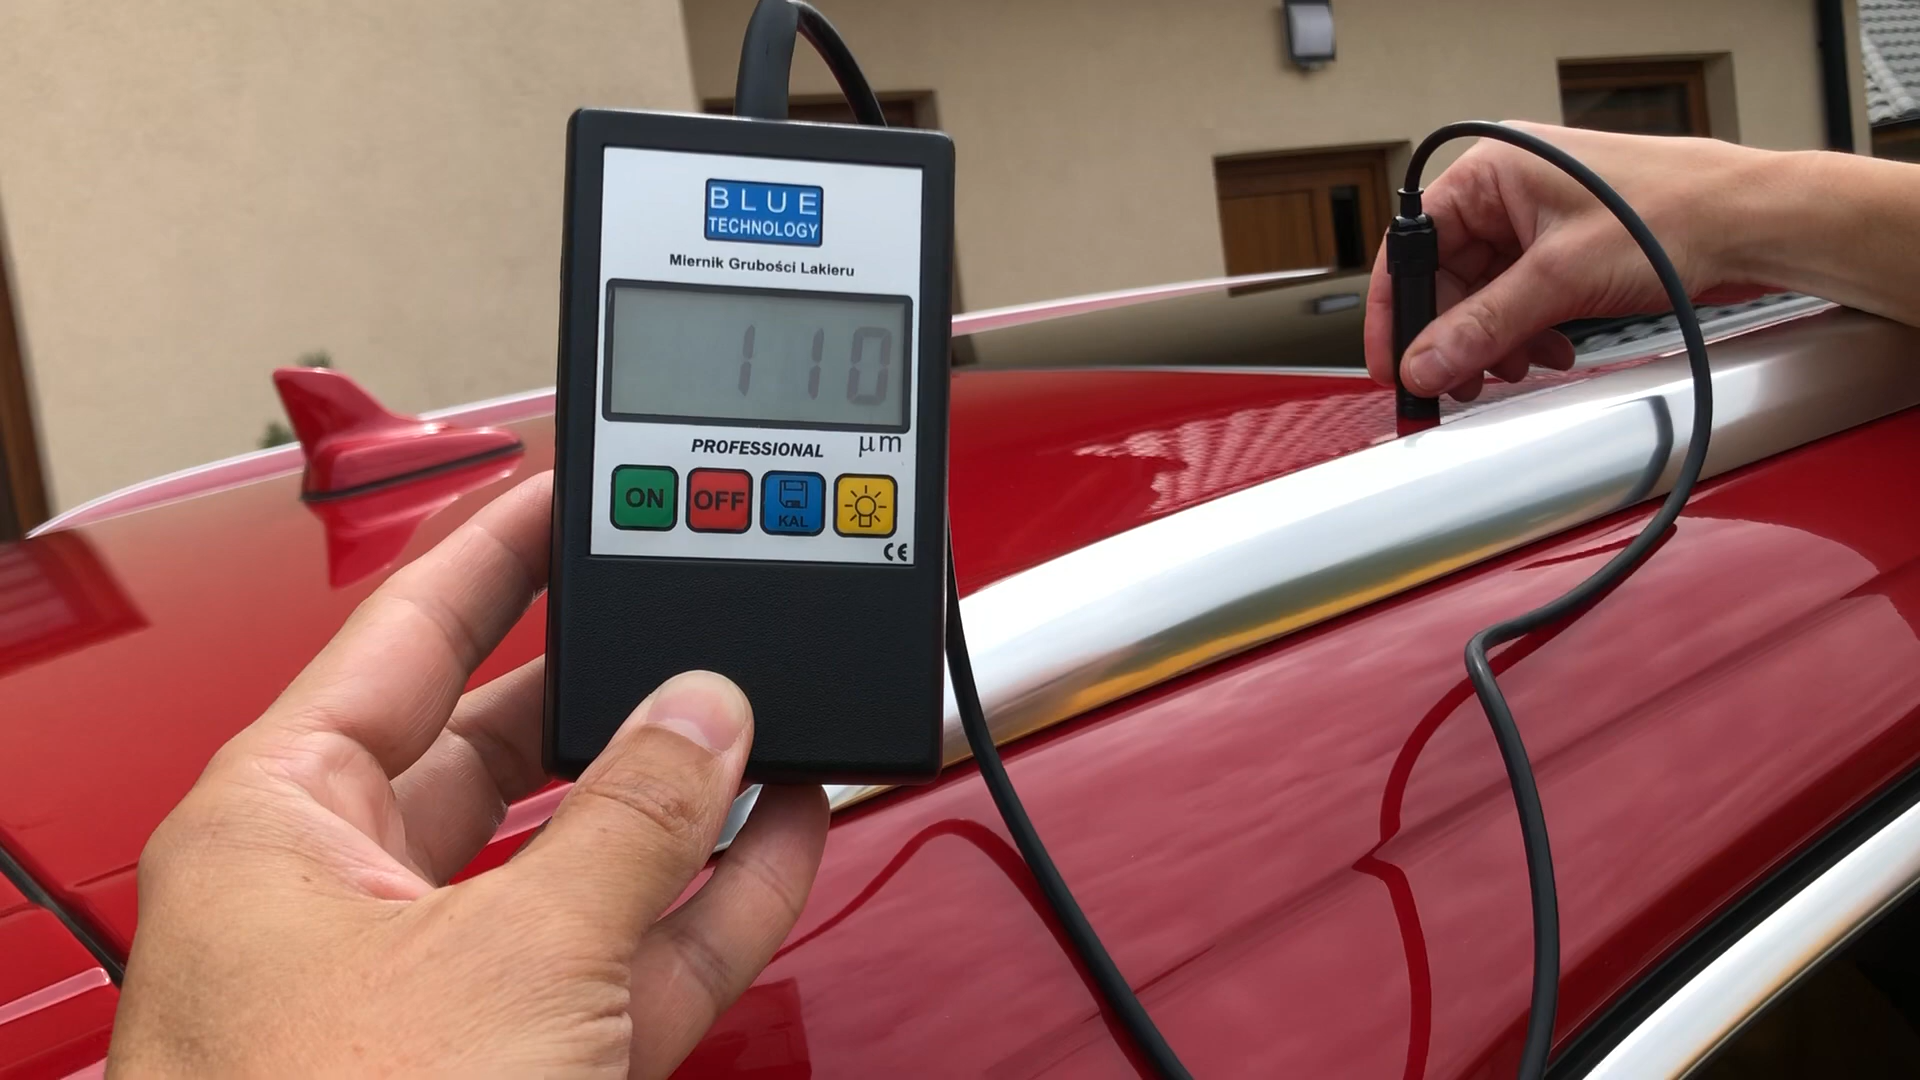 BLUE
TECHNOLOGY
Miernik Grubości Lakieru
110
PROFESSIONAL µm
ON OFF KAL
CE